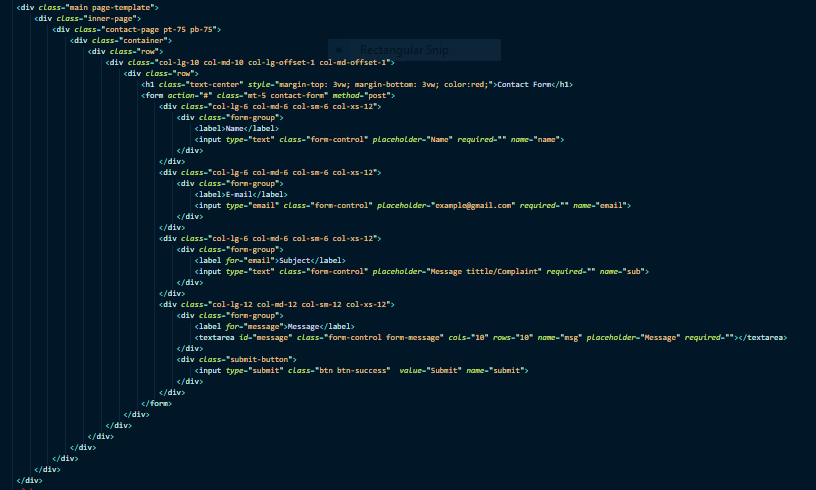 <div class="main page-template">
<div class="inner-page">
<div class="contact-page pt-75 pb-75">
<div class="container">
Rectangular Snip
<div class="row">
<div class="col-lg-10 col-md-10 col-lg-offset-1 col-md-offset-1">
<div class="row">
<h1 class="text-center" style="margin-top: 3vw; margin-bottom: 3vw; color:red;">Contact Form</h1>
<form action="#" class="mt-5 contact-form" method="post">
<div class="col-lg-6 col-md-6 col-sm-6 col-xs-12">
<div class="form-group">
<label>Name</label>
<input type="text" class="form-control" placeholder="Name" required="" name="name">
</div>
</div>
<div class="col-lg-6 col-md-6 col-sm-6 col-xs-12">
<div class="form-group">
<label>E-mail</label>
<input type="email" class="form-control" placeholder="example@gmail.com" required="" name="email">
</div>
</div>
<div class="col-lg-6 col-md-6 col-sm-6 col-xs-12">
<div class="form-group">
<label for="email">Subject</label>
<input type="text" class="form-control" placeholder="Message tittle/Complaint" required="" name="sub">
</div>
</div>
<div class="col-lg-12 col-md-12 col-sm-12 col-xs-12">
<div class="form-group">
<label for="message">Message</label>
<textarea id="message" class="form-control form-message" cols="10" rows="10" name="msg" placeholder="Message" required=""></textarea>
</div>
<div class="submit-button">
<input type="submit" class="btn btn-success"  value="Submit" name="submit">
</div>
</div>
</form>
</div>
</div>
</div>
</div>
</div>
</div>
</div>